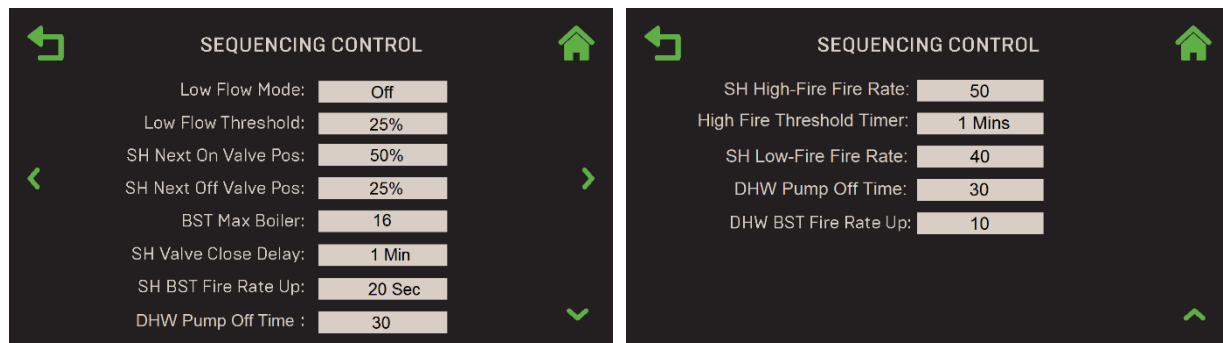 SEQUENCING CONTROL
Low Flow Mode: Off
Low Flow Threshold: 25%
SH Next On Valve Pos: 50%
SH Next Off Valve Pos: 25%
BST Max Boiler: 16
SH Valve Close Delay: 1 Min
SH BST Fire Rate Up: 20 Sec
DHW Pump Off Time : 30
SEQUENCING CONTROL
SH High-Fire Fire Rate: 50
High Fire Threshold Timer: 1 Mins
SH Low-Fire Fire Rate: 40
DHW Pump Off Time: 30
DHW BST Fire Rate Up: 10